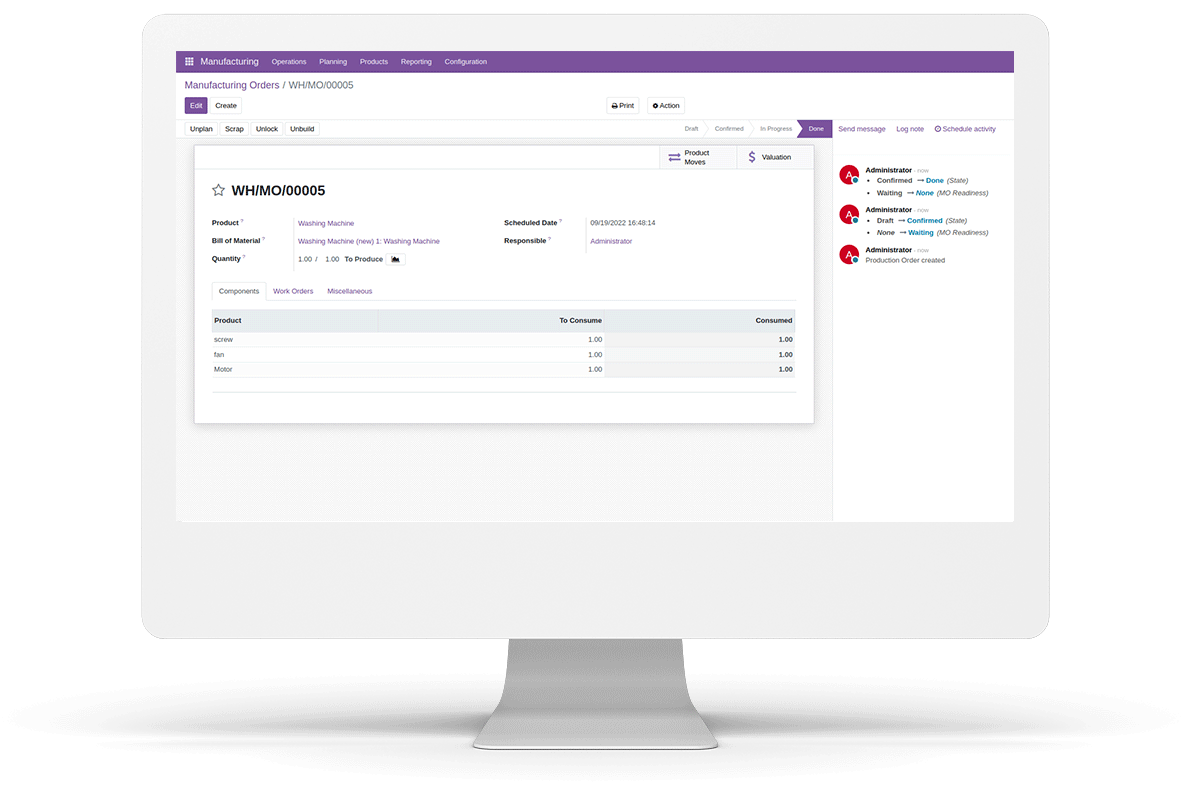 Manufacturing Operations Planning Products Reporting Configuration
Manufacturing Orders / WH/MO/00005
Edit Create Print Action
Unplan Scrap Unlock Unbuild Draft Confirmed In Progress Done Send message Log note Schedule activity
Product Moves $ Valuation
WH/MO/00005
Product ? Washing Machine Scheduled Date ? 09/19/2022 16:48:14
Bill of Material ? Washing Machine (new) 1: Washing Machine Responsible ? Administrator
Quantity ? 1.00 / 1.00 To Produce
Components Work Orders Miscellaneous
Product To Consume Consumed
screw 1.00 1.00
fan 1.00 1.00
Motor 1.00 1.00
A Administrator - now
• Confirmed → Done (State)
• Waiting → None (MO Readiness)
A Administrator - now
• Draft → Confirmed (State)
• None → Waiting (MO Readiness)
A Administrator - now
Production Order created